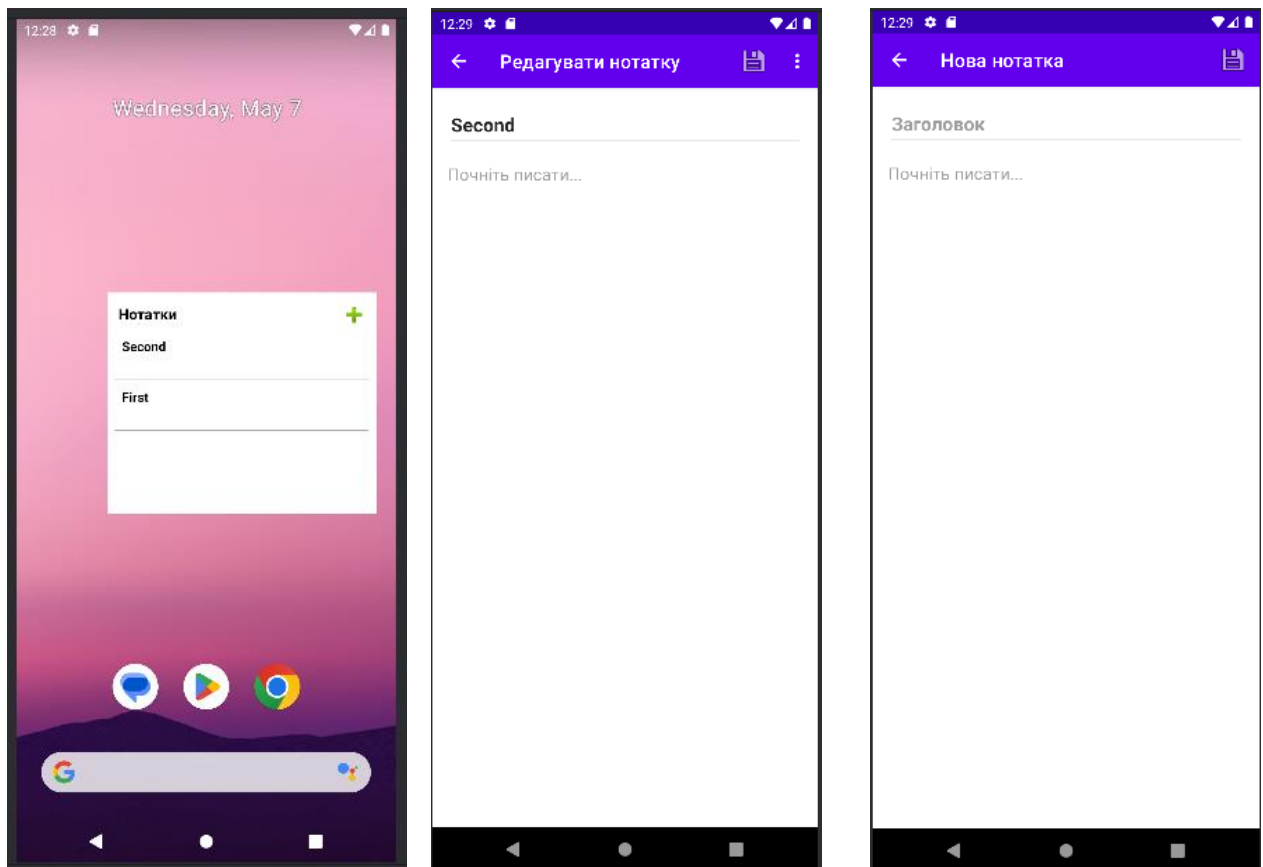 12:28
Wednesday, May 7
Нотатки
Second
First
12:29
Редагувати нотатку
Second
Почніть писати...
12:29
Нова нотатка
Заголовок
Почніть писати...